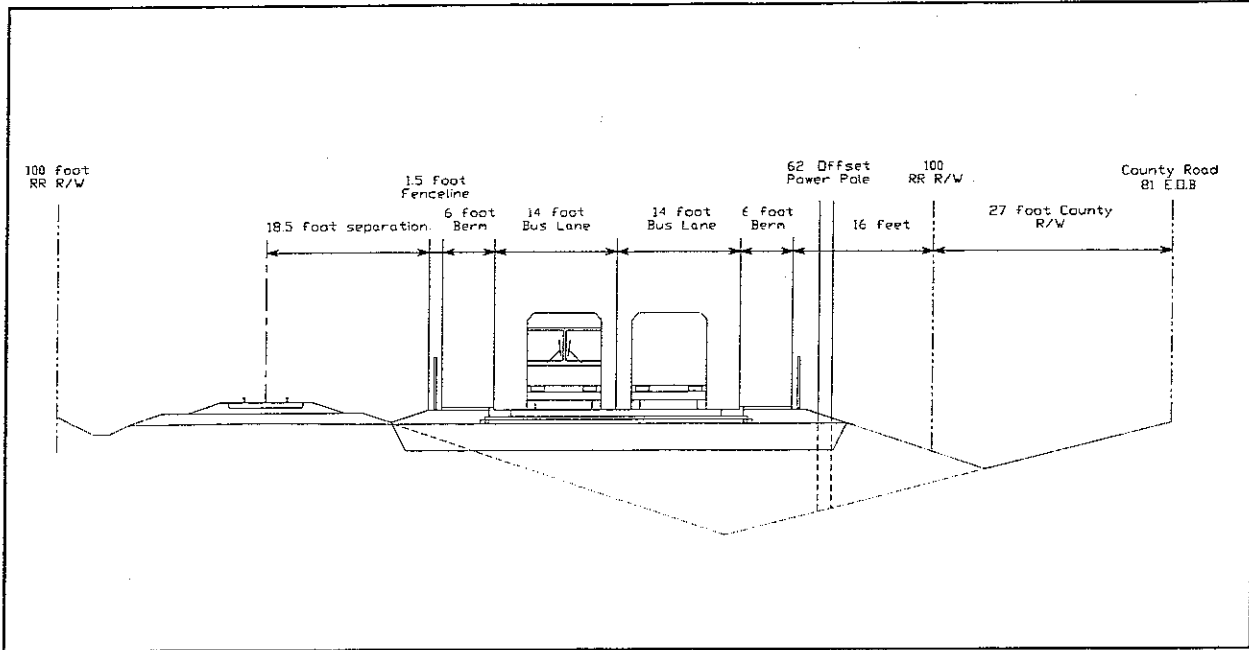 100 foot
RR R/W
18.5 foot separation
1.5 Foot
Fenceline
6 foot
Berm
14 foot
Bus Lane
14 foot
Bus Lane
6 foot
Berm
62 Offset
Power Pole
16 feet
100
RR R/W
27 foot County
R/W
County Road
81 E.O.B